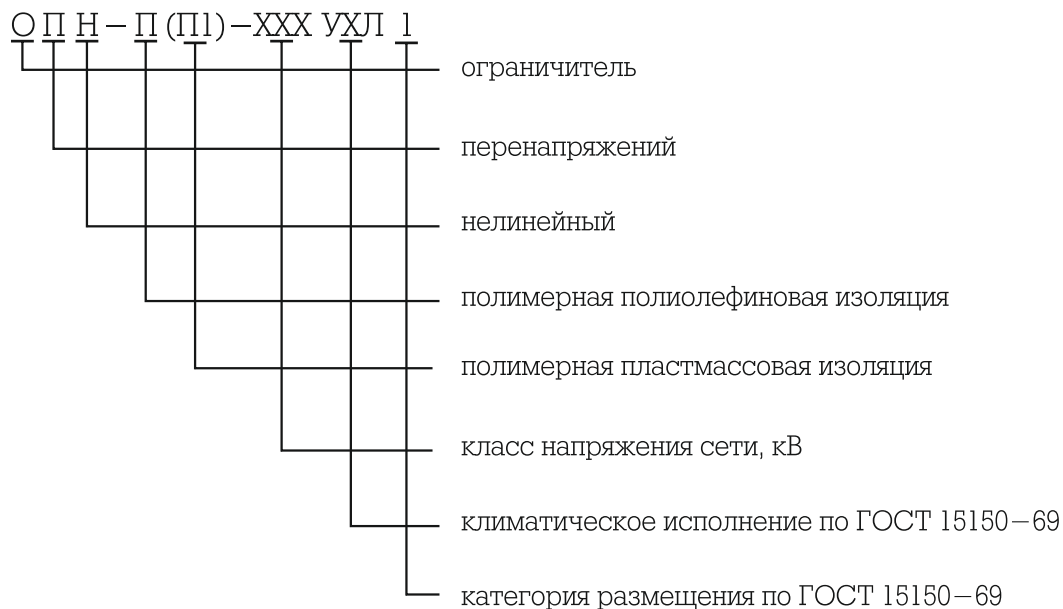 ОПН–П(П1)–ХХХ УХЛ 1
ограничитель
перенапряжений
нелинейный
полимерная полиолефиновая изоляция
полимерная пластмассовая изоляция
класс напряжения сети, кВ
климатическое исполнение по ГОСТ 15150–69
категория размещения по ГОСТ 15150–69